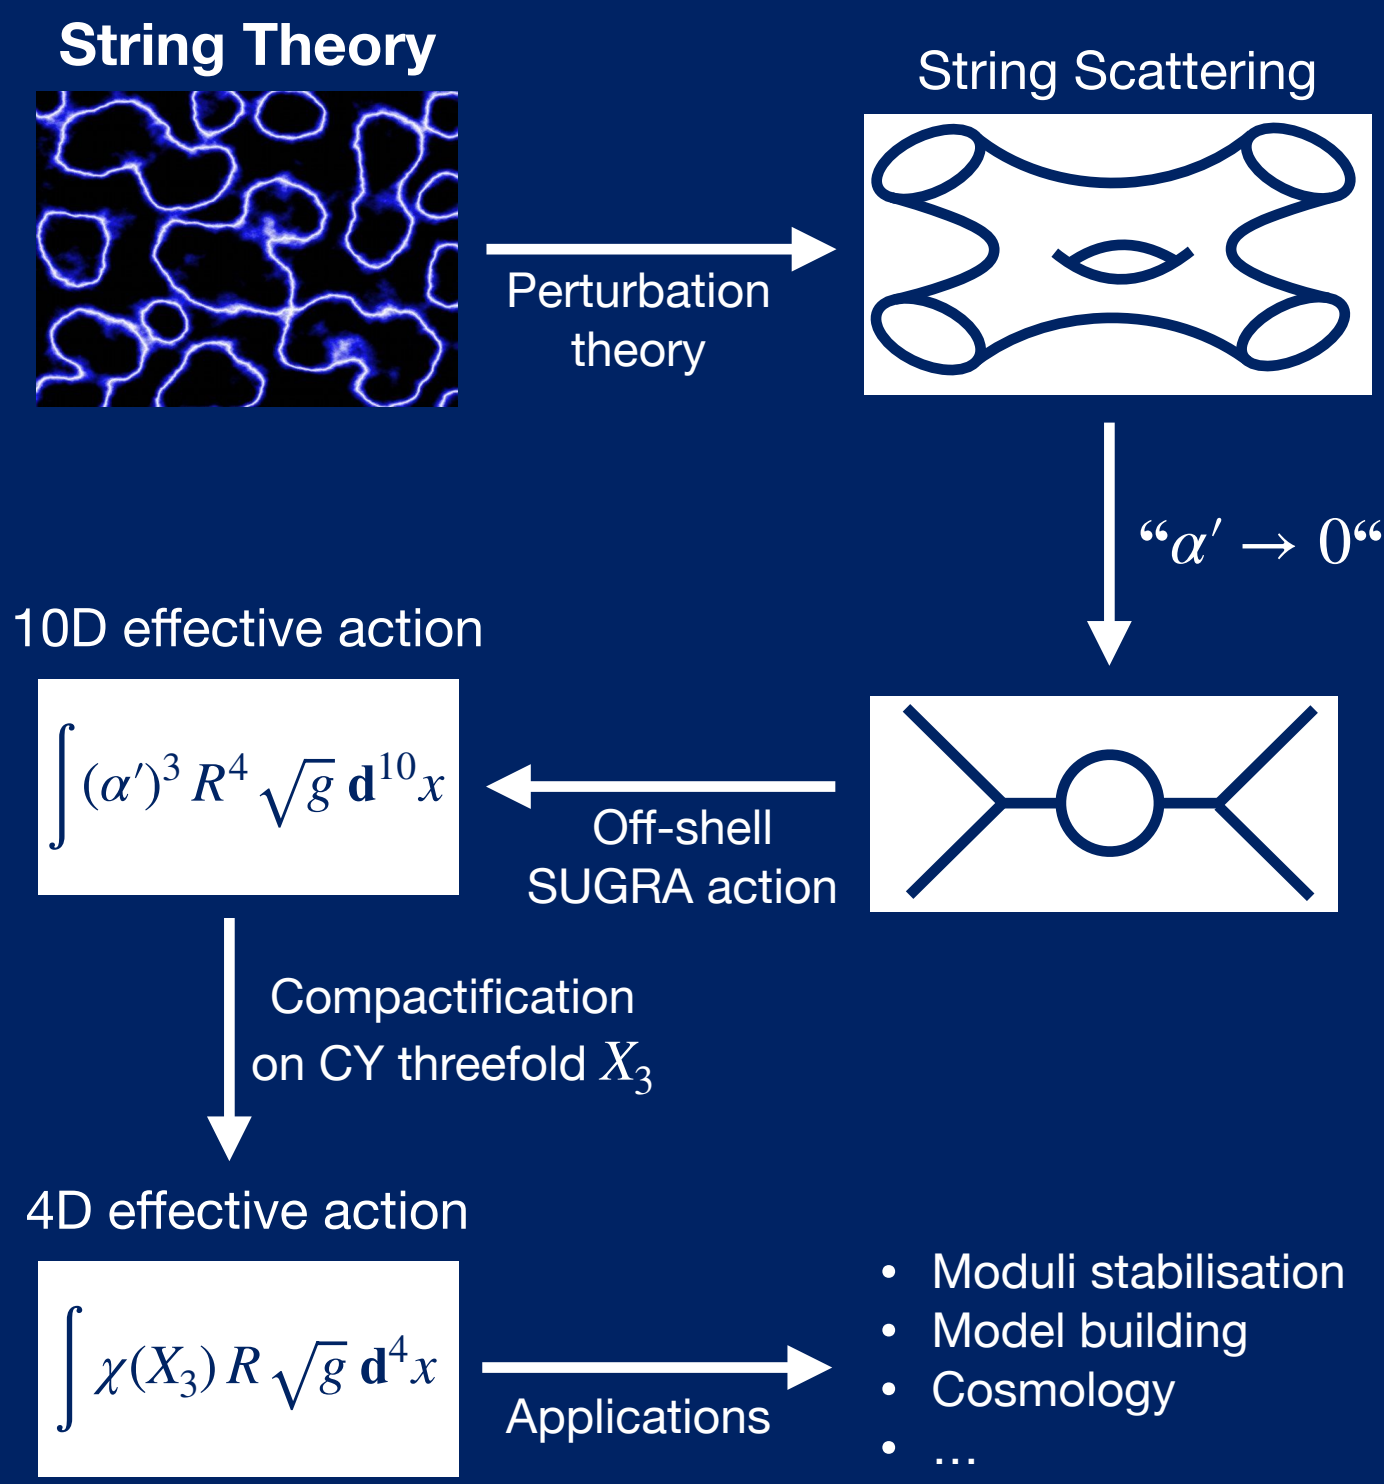 String Theory
String Scattering
Perturbation
theory
“α′ → 0“
10D effective action
∫ (α′)³ R⁴ √g d¹⁰x
Off-shell
SUGRA action
Compactification
on CY threefold X₃
4D effective action
∫ χ(X₃) R √g d⁴x
Applications
• Moduli stabilisation
• Model building
• Cosmology
• …